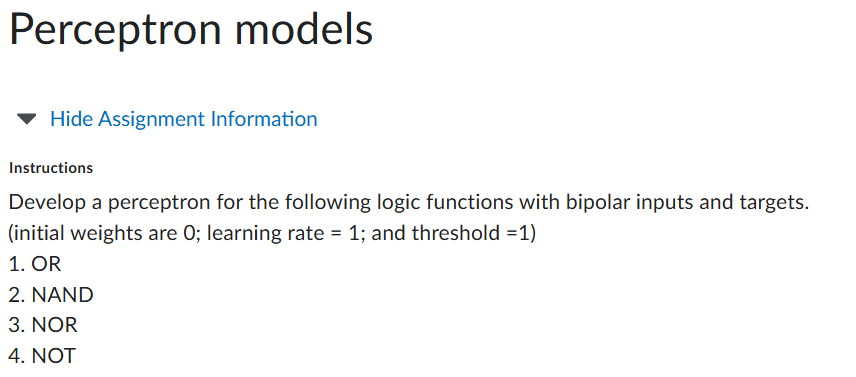 Perceptron models
Hide Assignment Information
Instructions
Develop a perceptron for the following logic functions with bipolar inputs and targets.
(initial weights are 0; learning rate = 1; and threshold =1)
1. OR
2. NAND
3. NOR
4. NOT